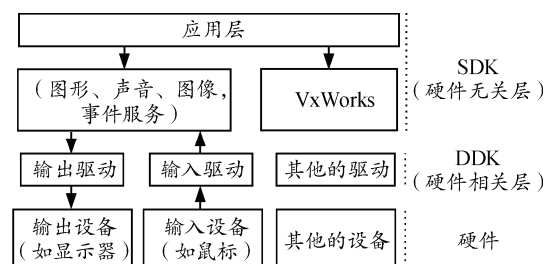 应用层
(图形、声音、图像,
事件服务)
VxWorks
SDK
(硬件无关层)
输出驱动
输入驱动
其他的驱动
DDK
(硬件相关层)
输出设备
(如显示器)
输入设备
(如鼠标)
其他的设备
硬件